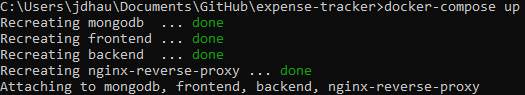 C:\Users\jdhau\Documents\GitHub\expense-tracker>docker-compose up
Recreating mongodb  ... done
Recreating frontend ... done
Recreating backend  ... done
Recreating nginx-reverse-proxy ... done
Attaching to mongodb, frontend, backend, nginx-reverse-proxy